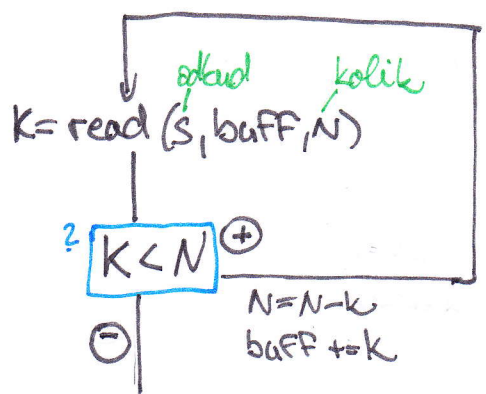 odkud kolik
K=read(S,buff,N)
?
K<N +
N=N-k
- buff+=k